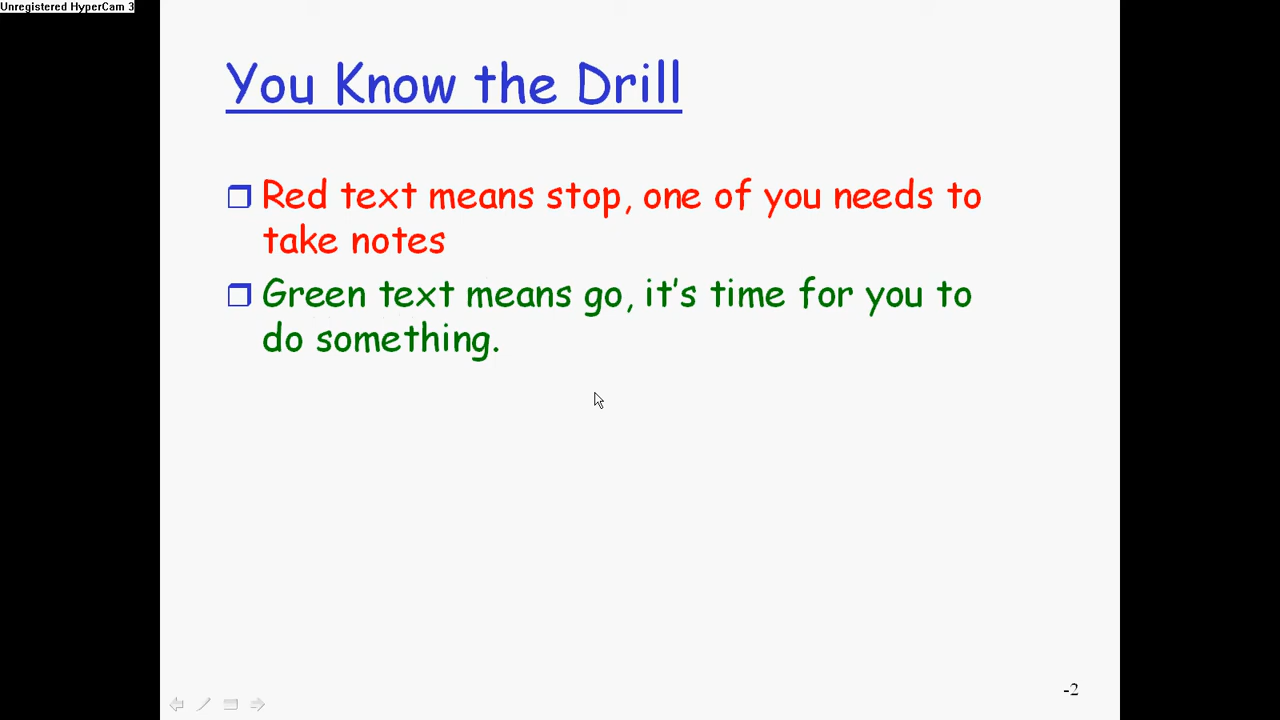 Unregistered HyperCam 3
You Know the Drill
Red text means stop, one of you needs to
take notes
Green text means go, it's time for you to
do something.
-2